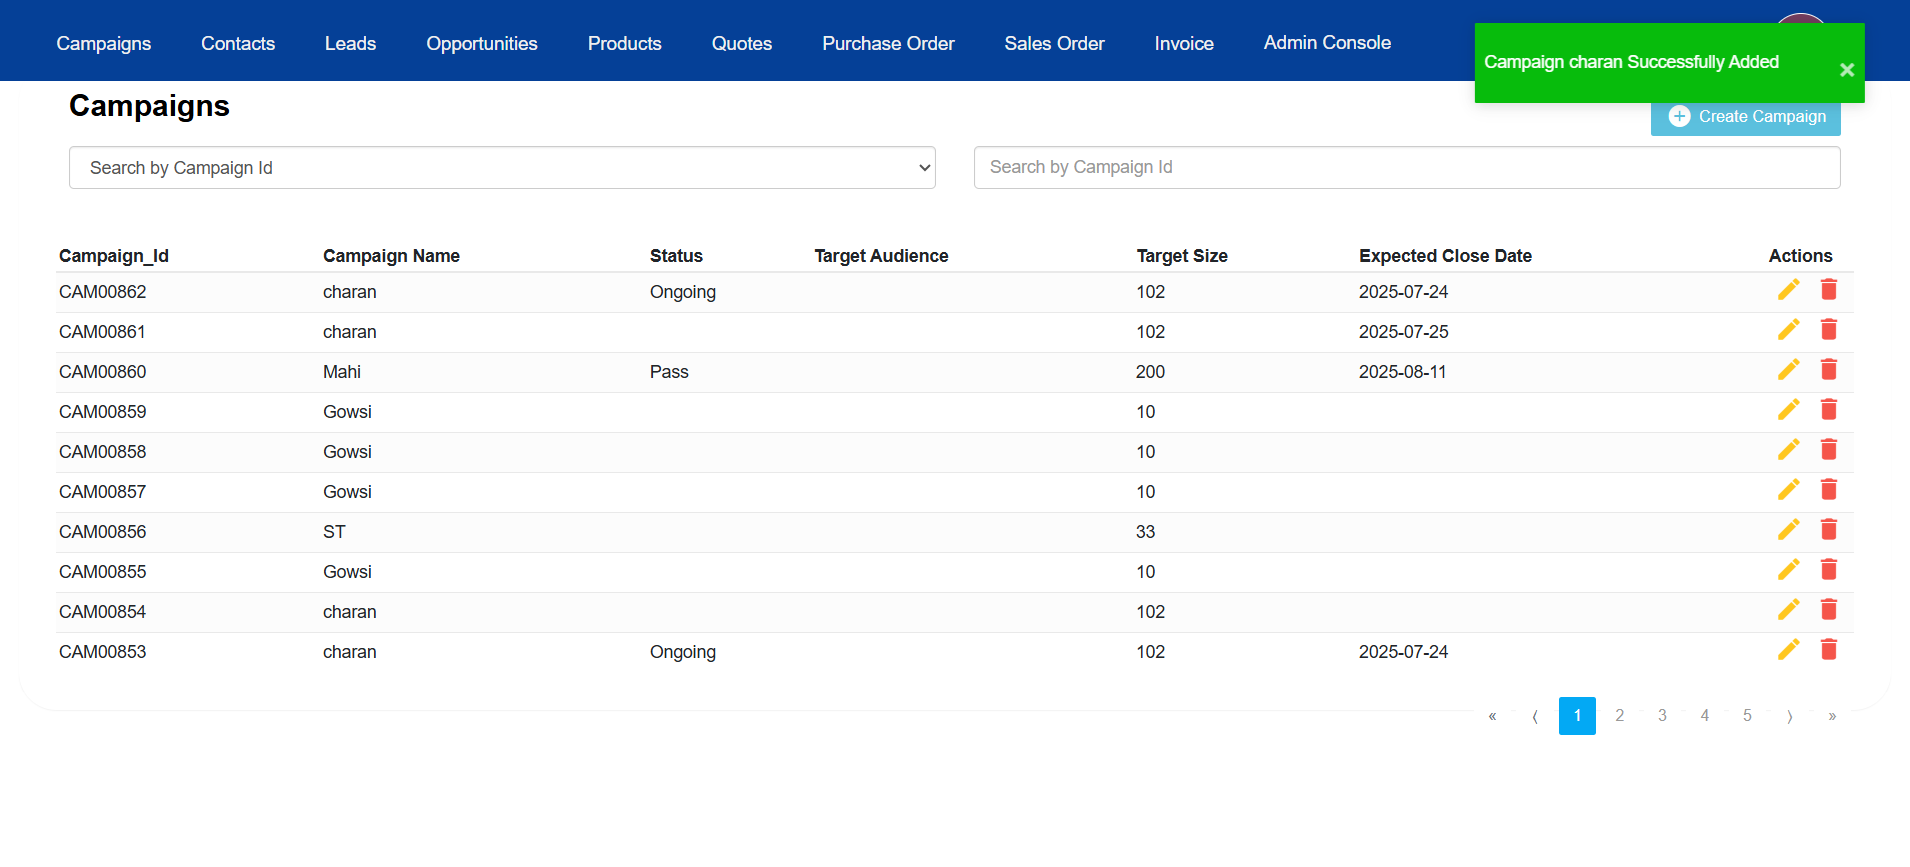 Campaigns Contacts Leads Opportunities Products Quotes Purchase Order Sales Order Invoice Admin Console
Campaign charan Successfully Added ×
Campaigns
Create Campaign
Search by Campaign Id Search by Campaign Id
Campaign_Id Campaign Name Status Target Audience Target Size Expected Close Date Actions
CAM00862 charan Ongoing 102 2025-07-24
CAM00861 charan 102 2025-07-25
CAM00860 Mahi Pass 200 2025-08-11
CAM00859 Gowsi 10
CAM00858 Gowsi 10
CAM00857 Gowsi 10
CAM00856 ST 33
CAM00855 Gowsi 10
CAM00854 charan 102
CAM00853 charan Ongoing 102 2025-07-24
« ⟨ 1 2 3 4 5 ⟩ »